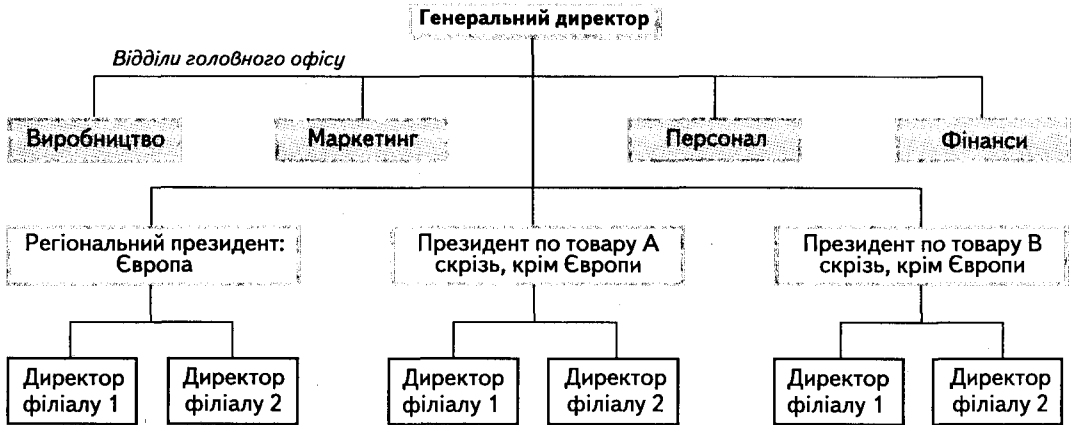 Генеральний директор
Відділи головного офісу
Виробництво
Маркетинг
Персонал
Фінанси
Регіональний президент:
Європа
Президент по товару А
скрізь, крім Європи
Президент по товару В
скрізь, крім Європи
Директор
філіалу 1
Директор
філіалу 2
Директор
філіалу 1
Директор
філіалу 2
Директор
філіалу 1
Директор
філіалу 2